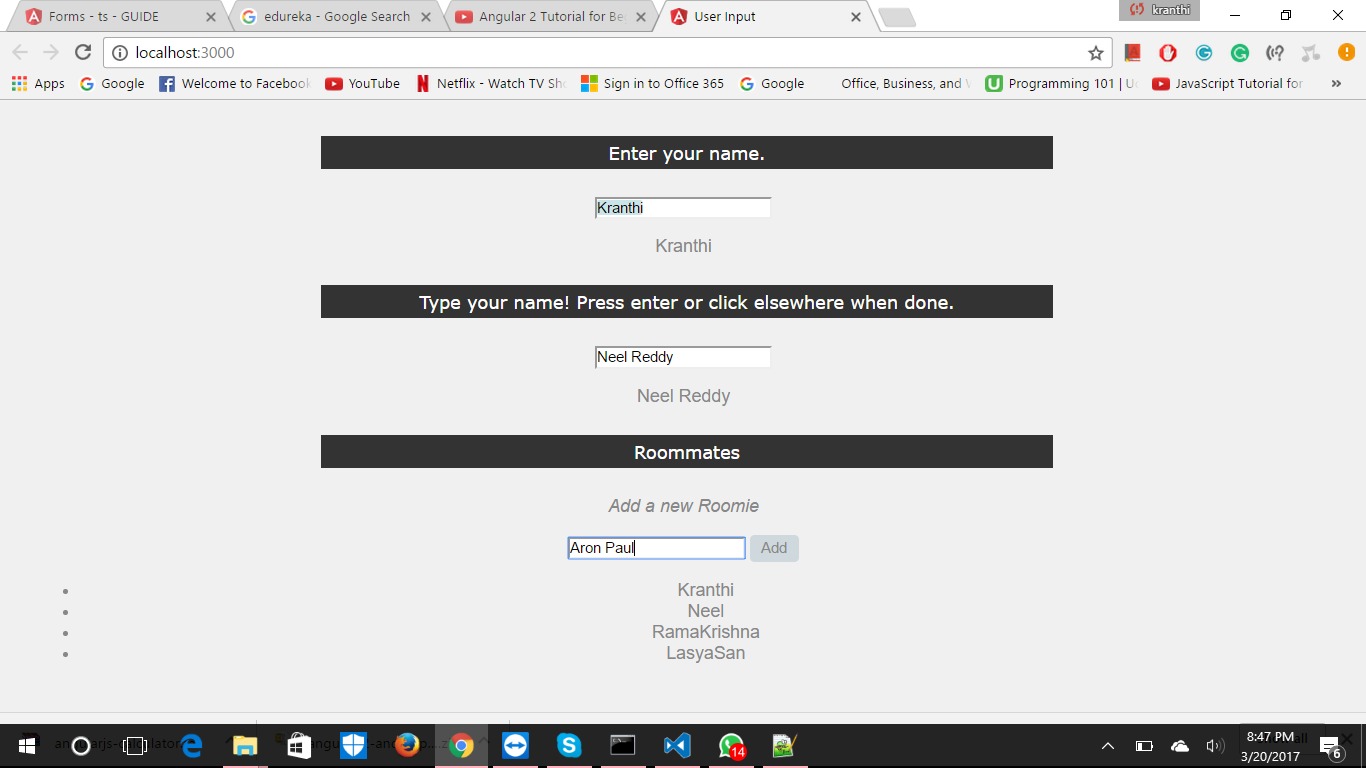 Forms - ts - GUIDE
edureka - Google Search
Angular 2 Tutorial for Be
User Input
kranthi
localhost:3000
Apps
Google
Welcome to Facebook
YouTube
Netflix - Watch TV Sh
Sign in to Office 365
Google
Office, Business, and
Programming 101 | U
JavaScript Tutorial for
»
Enter your name.
Kranthi
Kranthi
Type your name! Press enter or click elsewhere when done.
Neel Reddy
Neel Reddy
Roommates
Add a new Roomie
Aron Paul
Add
Kranthi
Neel
RamaKrishna
LasyaSan
14
8:47 PM
3/20/2017
6